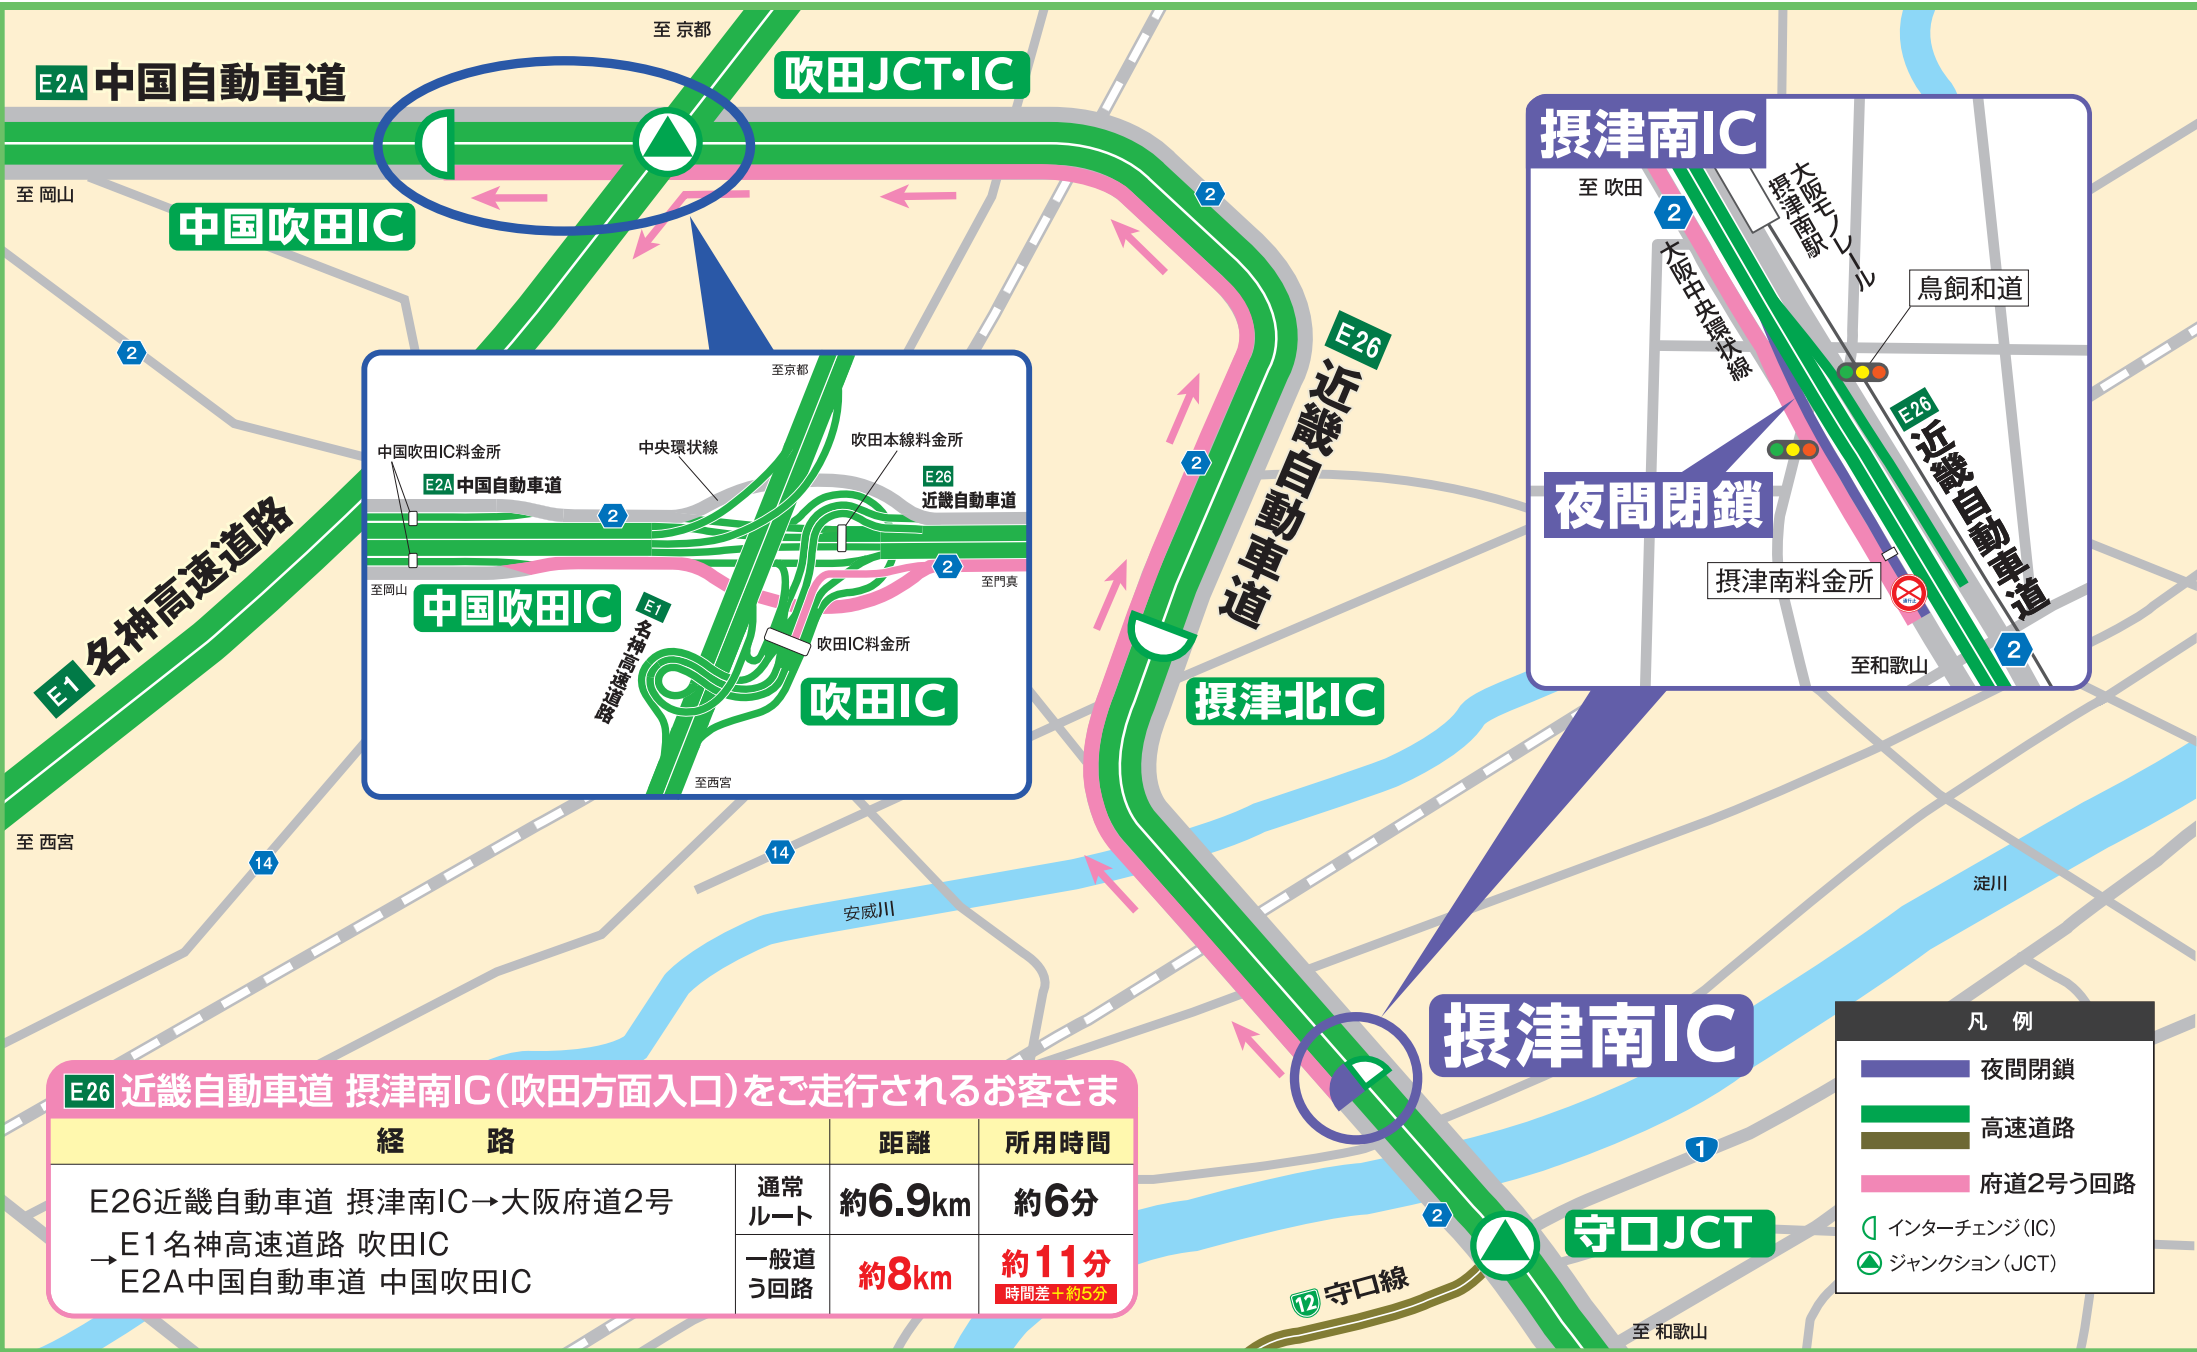 至 京都
E2A 中国自動車道
吹田JCT・IC
至 岡山
中国吹田IC
2
2
E26
近畿自動車道
2
E1 名神高速道路
至 西宮
14
14
安威川
摂津北IC
淀川
摂津南IC
1
2
守口JCT
12 守口線
至 和歌山
至京都
中国吹田IC料金所
中央環状線
吹田本線料金所
E2A 中国自動車道
E26
近畿自動車道
2
2
至岡山
至門真
中国吹田IC
E1
名神高速道路
吹田IC料金所
吹田IC
至西宮
摂津南IC
至 吹田
2
大阪モノレール
摂津南駅
大阪中央環状線
鳥飼和道
E26
近畿自動車道
夜間閉鎖
摂津南料金所
至和歌山
2
凡 例
夜間閉鎖
高速道路
府道2号う回路
インターチェンジ(IC)
ジャンクション(JCT)
E26 近畿自動車道 摂津南IC(吹田方面入口)をご走行されるお客さま
経 路 距離 所用時間
E26近畿自動車道 摂津南IC→大阪府道2号
→E1名神高速道路 吹田IC
E2A中国自動車道 中国吹田IC
通常
ルート
約6.9km
約6分
一般道
う回路
約8km
約11分
時間差+約5分